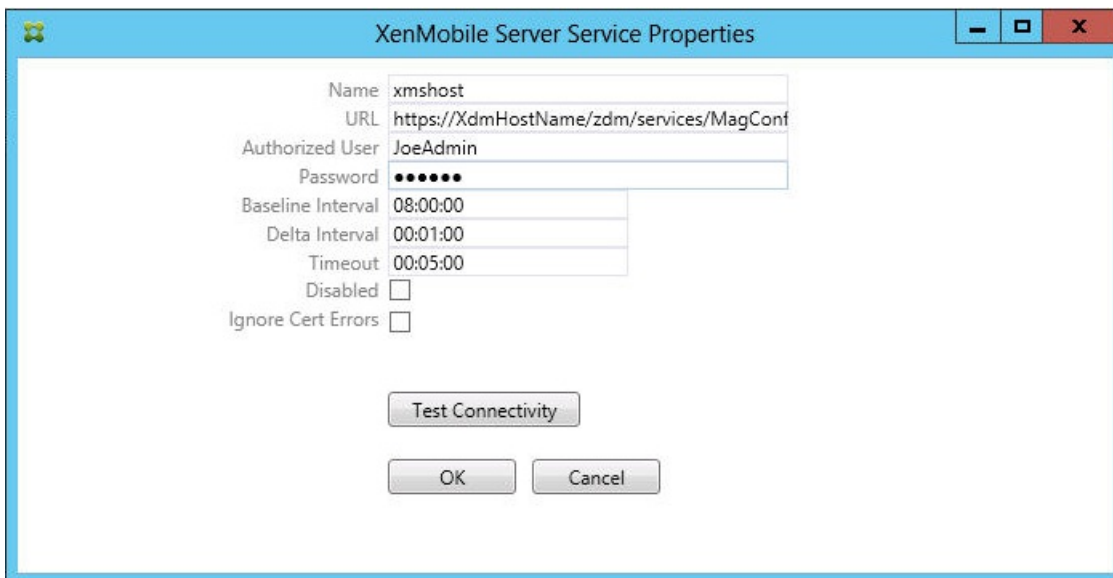 XenMobile Server Service Properties
Name xmshost
URL https://XdmHostName/zdm/services/MagConf
Authorized User JoeAdmin
Password ●●●●●●
Baseline Interval 08:00:00
Delta Interval 00:01:00
Timeout 00:05:00
Disabled
Ignore Cert Errors
Test Connectivity
OK Cancel